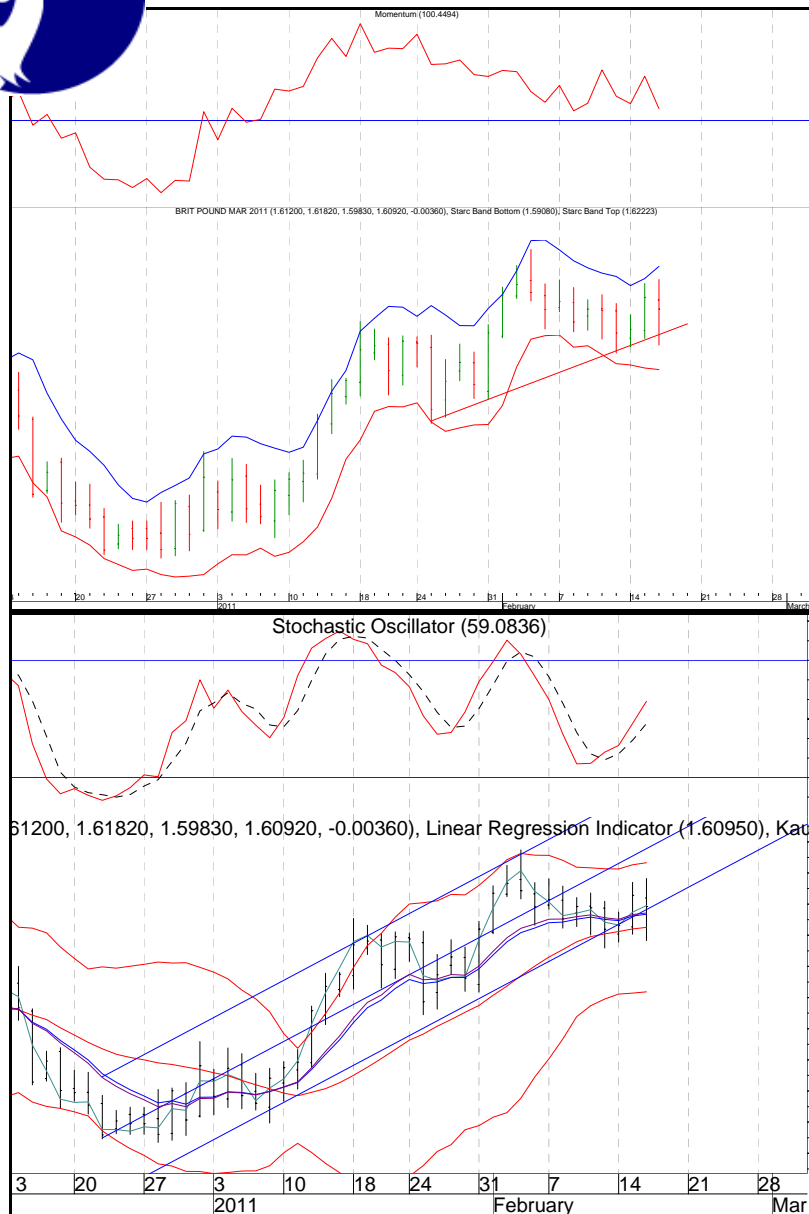 Momentum (100.4494)
BRIT POUND MAR 2011 (1.61200, 1.61820, 1.59830, 1.60920, -0.00360), Starc Band Bottom (1.59080), Starc Band Top (1.62223)
20 27 3 10 18 24 31 7 14 21 28
2011 February March
Stochastic Oscillator (59.0836)
61200, 1.61820, 1.59830, 1.60920, -0.00360), Linear Regression Indicator (1.60950),
3 20 27 3 10 18 24 31 7 14 21 28
2011 February Mar